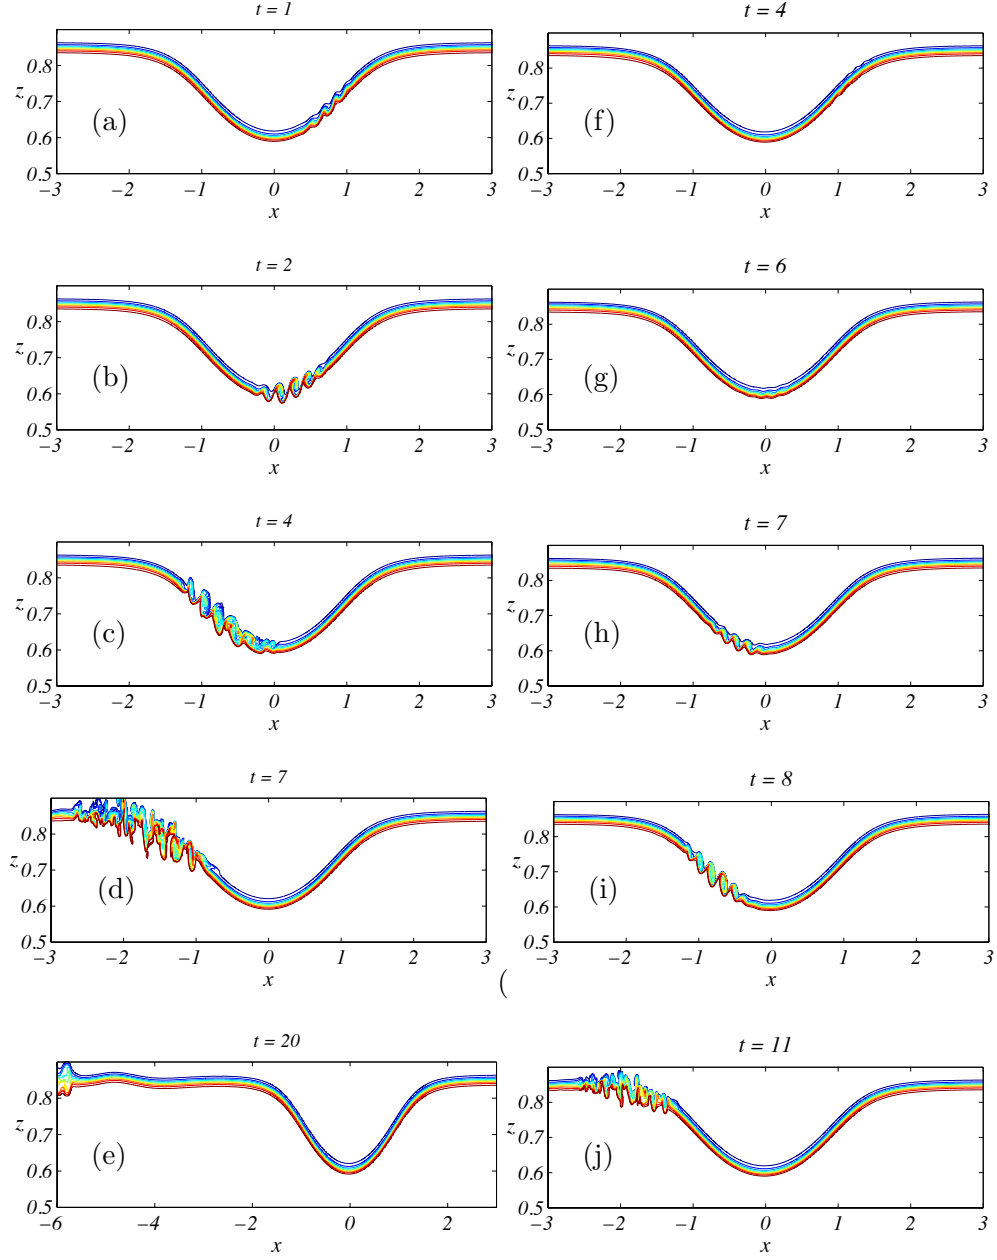 t = 1
0.8
0.7
0.6
0.5
z
(a)
−3 −2 −1 0 1 2 3
x
t = 4
0.8
0.7
0.6
0.5
z
(f)
−3 −2 −1 0 1 2 3
x
t = 2
0.8
0.7
0.6
0.5
z
(b)
−3 −2 −1 0 1 2 3
x
t = 6
0.8
0.7
0.6
0.5
z
(g)
−3 −2 −1 0 1 2 3
x
t = 4
0.8
0.7
0.6
0.5
z
(c)
−3 −2 −1 0 1 2 3
x
t = 7
0.8
0.7
0.6
0.5
z
(h)
−3 −2 −1 0 1 2 3
x
t = 7
0.8
0.7
0.6
0.5
z
(d)
−3 −2 −1 0 1 2 3
x
t = 8
0.8
0.7
0.6
0.5
z
(i)
−3 −2 −1 0 1 2 3
x
(
t = 20
0.8
0.7
0.6
0.5
z
(e)
−6 −4 −2 0 2
x
t = 11
0.8
0.7
0.6
0.5
z
(j)
−3 −2 −1 0 1 2 3
x